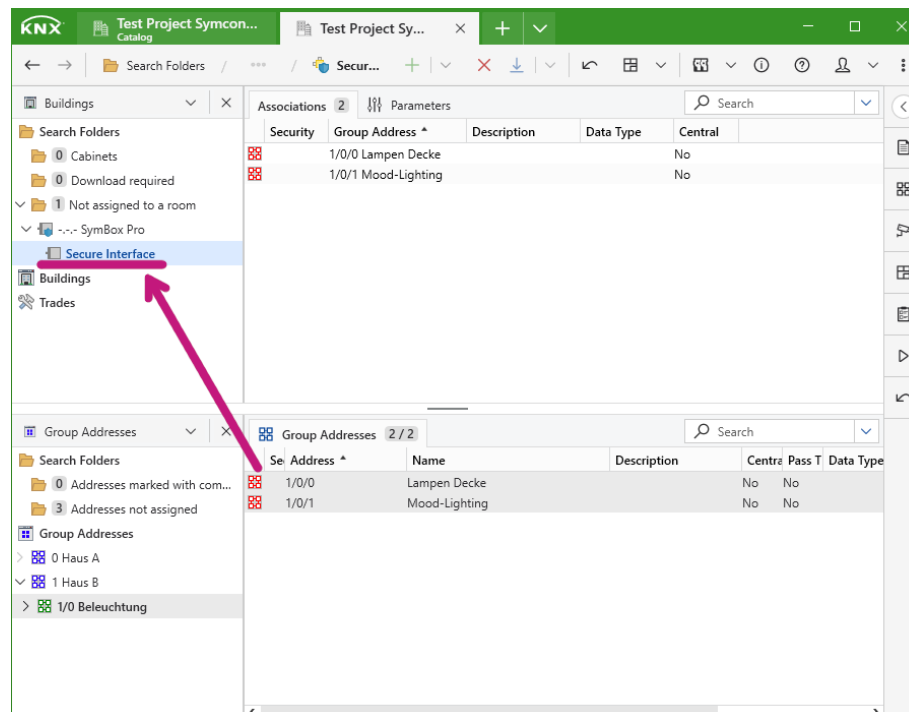 KNX Test Project Symcon... Test Project Sy...
Catalog
Search Folders / / Secur...
Buildings
Search Folders
0 Cabinets
0 Download required
1 Not assigned to a room
-.-.- SymBox Pro
Secure Interface
Buildings
Trades
Associations 2 Parameters Search
Security Group Address Description Data Type Central
1/0/0 Lampen Decke No
1/0/1 Mood-Lighting No
Group Addresses
Search Folders
0 Addresses marked with com...
3 Addresses not assigned
Group Addresses
0 Haus A
1 Haus B
1/0 Beleuchtung
Group Addresses 2/2 Search
Se Address Name Description Centra Pass T Data Type
1/0/0 Lampen Decke No No
1/0/1 Mood-Lighting No No